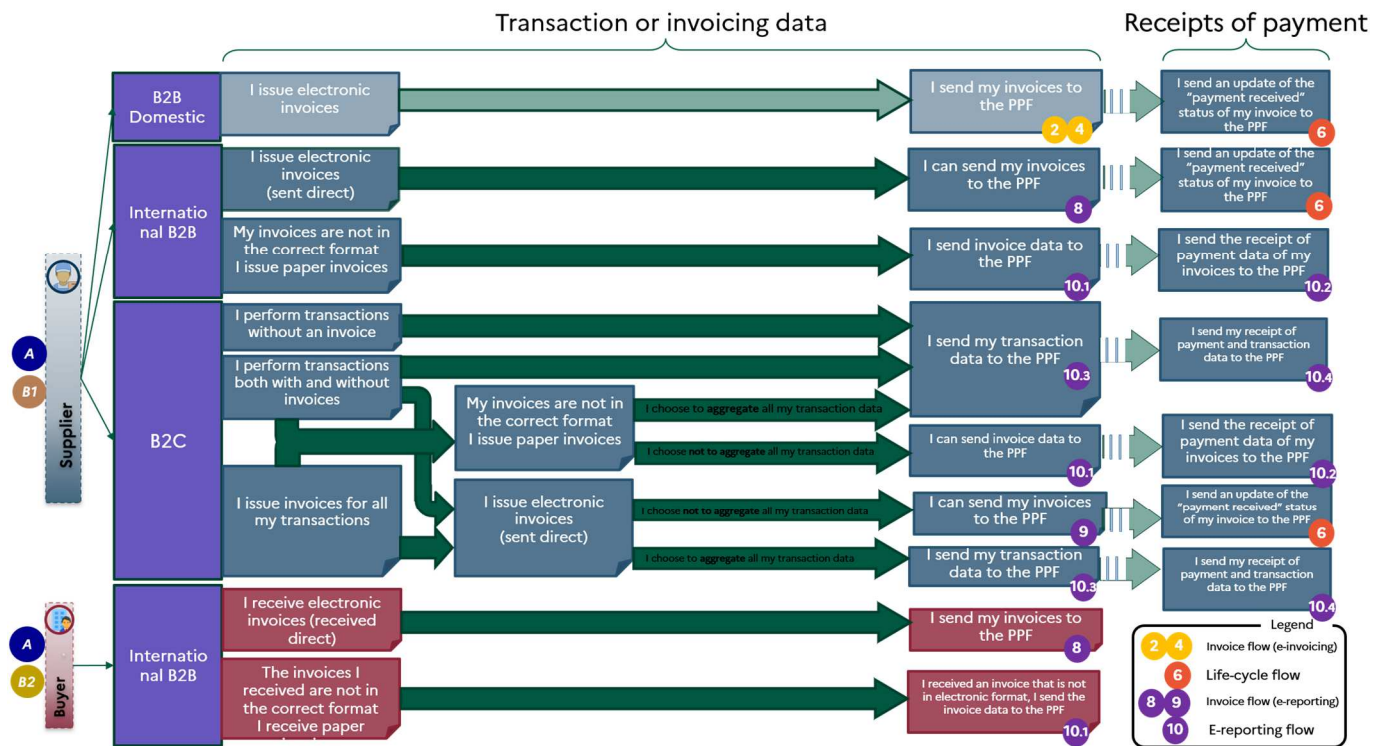 Transaction or invoicing data
Receipts of payment
B2B
Domestic
I issue electronic
invoices
I send my invoices to
the PPF
2 4
I send an update of the
"payment received"
status of my invoice to
the PPF
6
Internatio
nal B2B
I issue electronic
invoices
(sent direct)
I can send my invoices
to the PPF
8
I send an update of the
"payment received"
status of my invoice to
the PPF
6
My invoices are not in
the correct format
I issue paper invoices
I send invoice data to
the PPF
10.1
I send the receipt of
payment data of my
invoices to the PPF
10.2
A
B1
Supplier
B2C
I perform transactions
without an invoice
I perform transactions
both with and without
invoices
I send my transaction
data to the PPF
10.3
I send my receipt of
payment and transaction
data to the PPF
10.4
My invoices are not in
the correct format
I issue paper invoices
I choose to aggregate all my transaction data
I choose not to aggregate all my transaction data
I can send invoice data to
the PPF
10.1
I send the receipt of
payment data of my
invoices to the PPF
10.2
I issue invoices for all
my transactions
I issue electronic
invoices
(sent direct)
I choose not to aggregate all my transaction data
I can send my invoices
to the PPF
9
I send an update of the
"payment received" status
of my invoice to the PPF
6
I choose to aggregate all my transaction data
I send my transaction
data to the PPF
10.3
I send my receipt of
payment and transaction
data to the PPF
10.4
A
B2
Buyer
Internatio
nal B2B
I receive electronic
invoices (received
direct)
I send my invoices to
the PPF
8
The invoices I
received are not in
the correct format
I receive paper
I received an invoice that is not
in electronic format, I send the
invoice data to the PPF
10.1
Legend
2 4 Invoice flow (e-invoicing)
6 Life-cycle flow
8 9 Invoice flow (e-reporting)
10 E-reporting flow